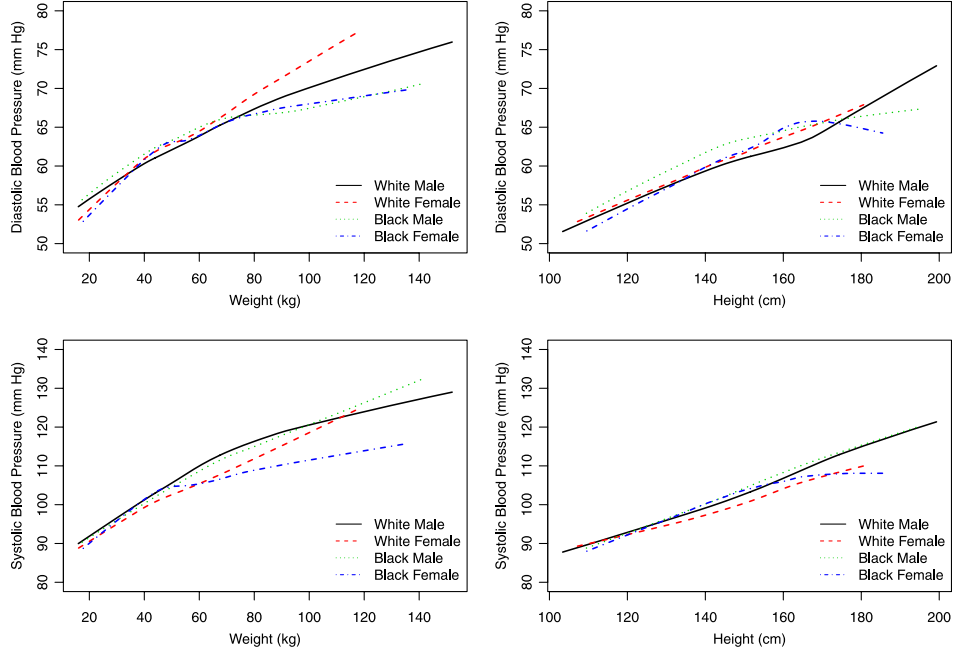 Diastolic Blood Pressure (mm Hg)
80
75
70
65
60
55
50
White Male
White Female
Black Male
Black Female
20 40 60 80 100 120 140
Weight (kg)
Diastolic Blood Pressure (mm Hg)
80
75
70
65
60
55
50
White Male
White Female
Black Male
Black Female
100 120 140 160 180 200
Height (cm)
Systolic Blood Pressure (mm Hg)
140
130
120
110
100
90
80
White Male
White Female
Black Male
Black Female
20 40 60 80 100 120 140
Weight (kg)
Systolic Blood Pressure (mm Hg)
140
130
120
110
100
90
80
White Male
White Female
Black Male
Black Female
100 120 140 160 180 200
Height (cm)